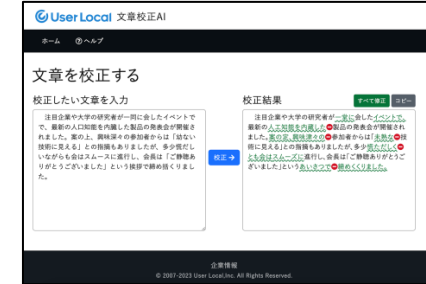 User Local 文章校正AI
ホーム ヘルプ
文章を校正する
校正したい文章を入力
注目企業や大学の研究者が一同に会したイベントで
で、最新の人口知能を内臓した製品の発表会が開催さ
れました。案の上、興味深々の参加者からは「幼ない
技術に見える」との指摘もありましたが、多少慌だし
いながらも会はスムースに進行し、会長は「ご静聴あ
りがとうございました」という挨拶で締め括くりまし
た。
校正
校正結果
すべて修正 コピー
注目企業や大学の研究者が一堂に会したイベントで、
最新の人工知能を内蔵した製品の発表会が開催され
ました。案の定、興味深々の参加者からは「未熟な技
術に見える」との指摘もありましたが、多少慌ただしく
とも会はスムーズに進行し、会長は「ご静聴ありがとうご
ざいました」というあいさつで締めくくりました。
企業情報
© 2007-2023 User Local,Inc. All Rights Reserved.